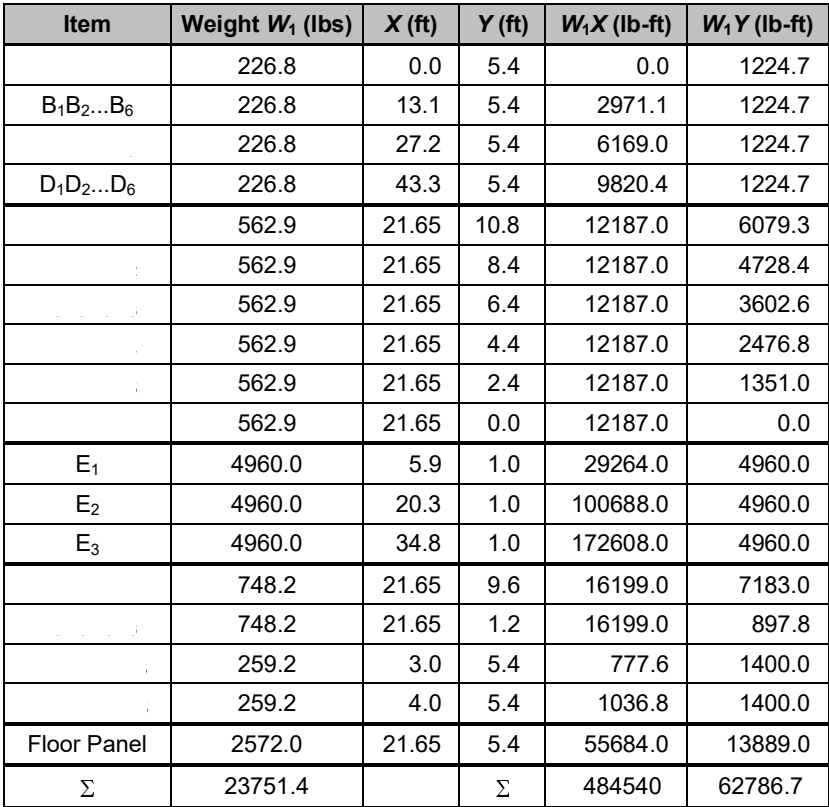 Item Weight W₁ (lbs) X (ft) Y (ft) W₁X (lb-ft) W₁Y (lb-ft)
226.8 0.0 5.4 0.0 1224.7
B₁B₂...B₆ 226.8 13.1 5.4 2971.1 1224.7
226.8 27.2 5.4 6169.0 1224.7
D₁D₂...D₆ 226.8 43.3 5.4 9820.4 1224.7
562.9 21.65 10.8 12187.0 6079.3
562.9 21.65 8.4 12187.0 4728.4
562.9 21.65 6.4 12187.0 3602.6
562.9 21.65 4.4 12187.0 2476.8
562.9 21.65 2.4 12187.0 1351.0
562.9 21.65 0.0 12187.0 0.0
E₁ 4960.0 5.9 1.0 29264.0 4960.0
E₂ 4960.0 20.3 1.0 100688.0 4960.0
E₃ 4960.0 34.8 1.0 172608.0 4960.0
748.2 21.65 9.6 16199.0 7183.0
748.2 21.65 1.2 16199.0 897.8
259.2 3.0 5.4 777.6 1400.0
259.2 4.0 5.4 1036.8 1400.0
Floor Panel 2572.0 21.65 5.4 55684.0 13889.0
Σ 23751.4 Σ 484540 62786.7